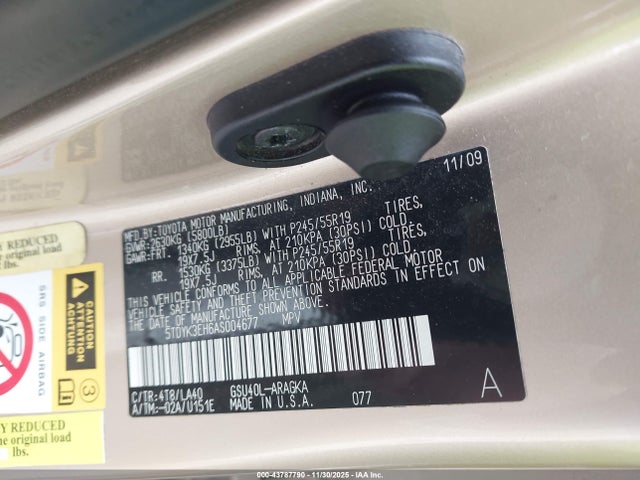 11/09
MFD.BY:TOYOTA MOTOR MANUFACTURING, INDIANA, INC.
GVWR:2630KG (5800LB)
GAWR:FRT. 1340KG (2955LB) WITH P245/55R19 TIRES,
19X7.5J RIMS, AT 210KPA (30PSI) COLD.
RR. 1530KG (3375LB) WITH P245/55R19 TIRES,
19X7.5J RIMS, AT 210KPA (30PSI) COLD.
THIS VEHICLE CONFORMS TO ALL APPLICABLE FEDERAL MOTOR
VEHICLE SAFETY AND THEFT PREVENTION STANDARDS IN EFFECT ON
THE DATE OF MANUFACTURE SHOWN ABOVE.
5TDYK3EH6AS004677 MPV
C/TR:4T8/LA40 GSU40L-ARAGKA
A/TM:-02A/U151E MADE IN U.S.A. 077
A
CAUTION
SRS SIDE AIRBAG
3
lbs.
Y REDUCED
lbs.
000-43787790 - 11/30/2025 - IAA Inc.